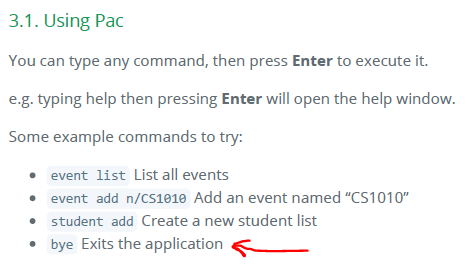 3.1. Using Pac
You can type any command, then press Enter to execute it.
e.g. typing help then pressing Enter will open the help window.
Some example commands to try:
• event list List all events
• event add n/CS1010 Add an event named “CS1010”
• student add Create a new student list
• bye Exits the application